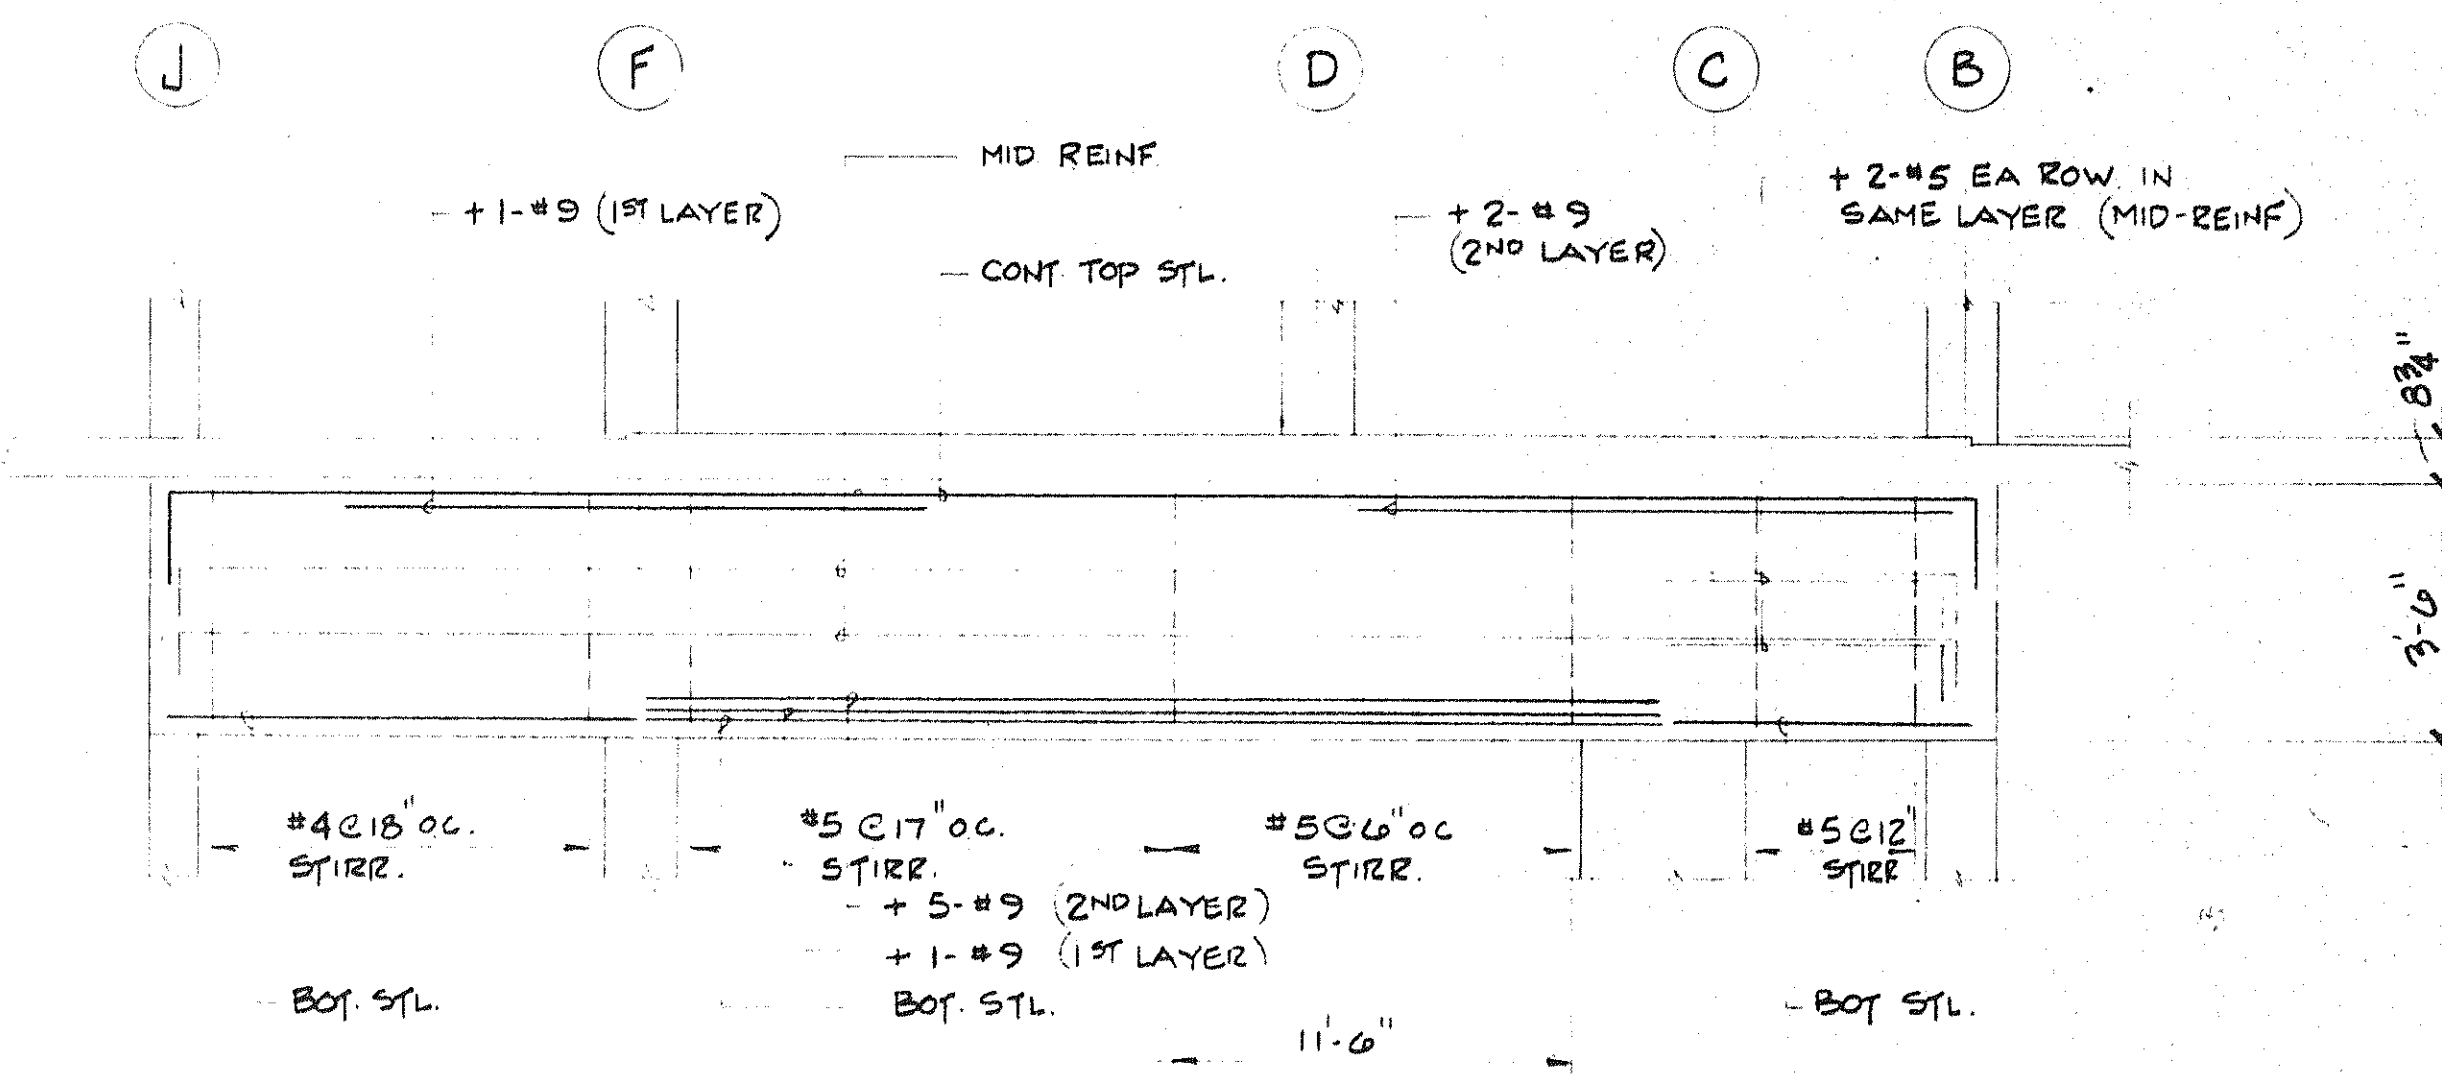 J
F
D
C
B
MID REINF.
+ 2-#5 EA ROW IN
SAME LAYER (MID-REINF)
+ 1-#9 (1ST LAYER)
+ 2-#9
(2ND LAYER)
CONT. TOP STL.
8¾"
3'-6"
#4@18" OC.
STIRR.
#5@17" OC.
STIRR.
#5@6" OC
STIRR.
#5@12"
STIRR
+ 5-#9 (2ND LAYER)
+ 1-#9 (1ST LAYER)
BOT. STL.
BOT. STL.
BOT STL.
11'-6"